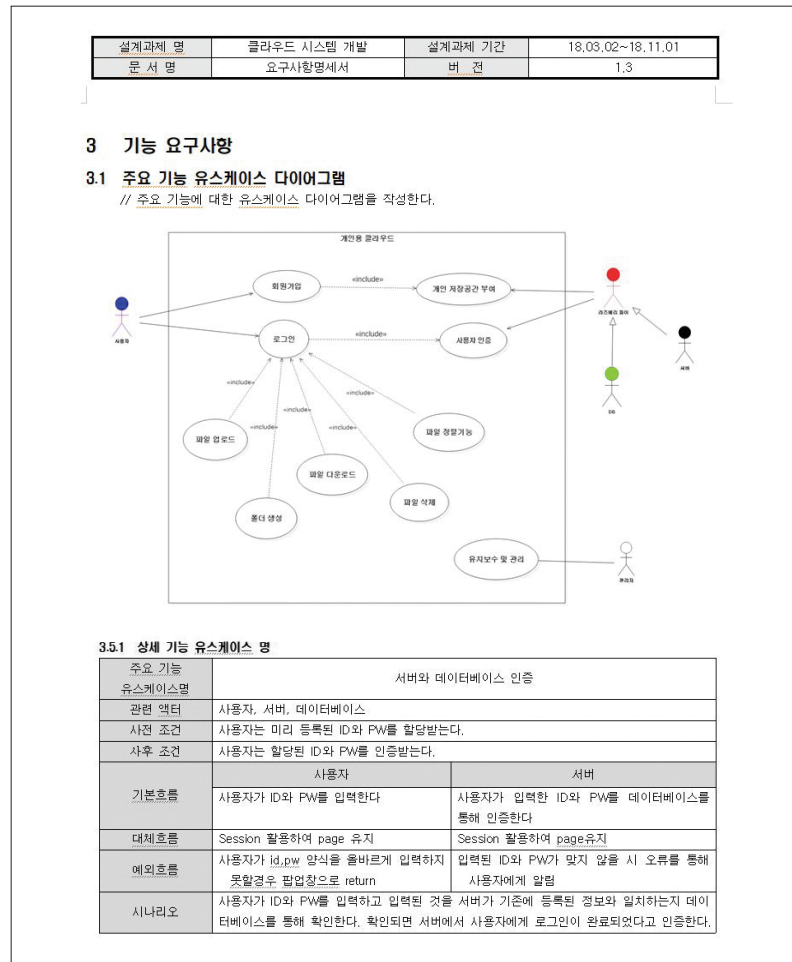 설계과제 명 클라우드 시스템 개발 설계과제 기간 18.03.02~18.11.01
문 서 명 요구사항명세서 버 전 1.3
3 기능 요구사항
3.1 주요 기능 유스케이스 다이어그램
// 주요 기능에 대한 유스케이스 다이어그램을 작성한다.
개인용 클라우드
회원가입 «include» 개인 저장공간 부여
라즈베리 파이
사용자 로그인 «include» 사용자 인증
서버
«include»
«include»
«include» «include»
DB
파일 업로드 파일 정렬기능
파일 다운로드
파일 삭제
폴더 생성
유지보수 및 관리
관리자
3.5.1 상세 기능 유스케이스 명
주요 기능
유스케이스명
서버와 데이터베이스 인증
관련 액터 사용자, 서버, 데이터베이스
사전 조건 사용자는 미리 등록된 ID와 PW를 할당받는다.
사후 조건 사용자는 할당된 ID와 PW를 인증받는다.
기본흐름
사용자 서버
사용자가 ID와 PW를 입력한다 사용자가 입력한 ID와 PW를 데이터베이스를
통해 인증한다
대체흐름 Session 활용하여 page 유지 Session 활용하여 page유지
예외흐름 사용자가 id,pw 양식을 올바르게 입력하지 입력된 ID와 PW가 맞지 않을 시 오류를 통해
못할경우 팝업창으로 return 사용자에게 알림
시나리오 사용자가 ID와 PW를 입력하고 입력된 것을 서버가 기존에 등록된 정보와 일치하는지 데이
터베이스를 통해 확인한다. 확인되면 서버에서 사용자에게 로그인이 완료되었다고 인증한다.